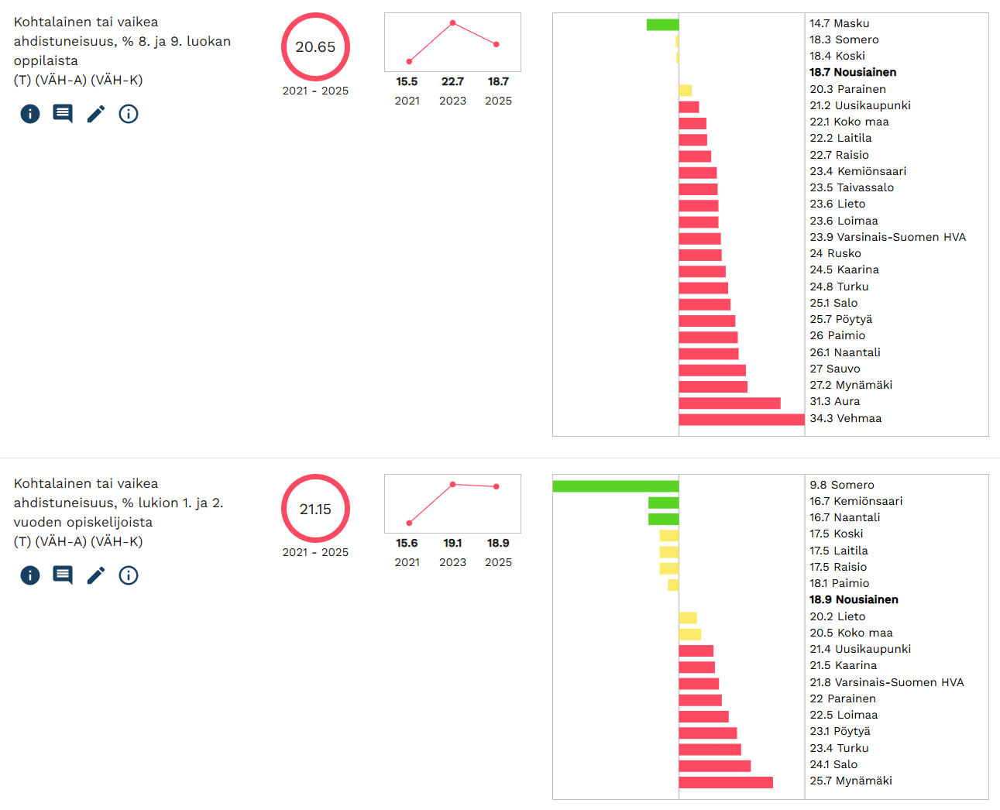 Kohtalainen tai vaikea
ahdistuneisuus, % 8. ja 9. luokan
oppilaista
(T) (VÄH-A) (VÄH-K)
20.65
2021 - 2025
15.5 22.7 18.7
2021 2023 2025
14.7 Masku
18.3 Somero
18.4 Koski
18.7 Nousiainen
20.3 Parainen
21.2 Uusikaupunki
22.1 Koko maa
22.2 Laitila
22.7 Raisio
23.4 Kemiönsaari
23.5 Taivassalo
23.6 Lieto
23.6 Loimaa
23.9 Varsinais-Suomen HVA
24 Rusko
24.5 Kaarina
24.8 Turku
25.1 Salo
25.7 Pöytyä
26 Paimio
26.1 Naantali
27 Sauvo
27.2 Mynämäki
31.3 Aura
34.3 Vehmaa
Kohtalainen tai vaikea
ahdistuneisuus, % lukion 1. ja 2.
vuoden opiskelijoista
(T) (VÄH-A) (VÄH-K)
21.15
2021 - 2025
15.6 19.1 18.9
2021 2023 2025
9.8 Somero
16.7 Kemiönsaari
16.7 Naantali
17.5 Koski
17.5 Laitila
17.5 Raisio
18.1 Paimio
18.9 Nousiainen
20.2 Lieto
20.5 Koko maa
21.4 Uusikaupunki
21.5 Kaarina
21.8 Varsinais-Suomen HVA
22 Parainen
22.5 Loimaa
23.1 Pöytyä
23.4 Turku
24.1 Salo
25.7 Mynämäki